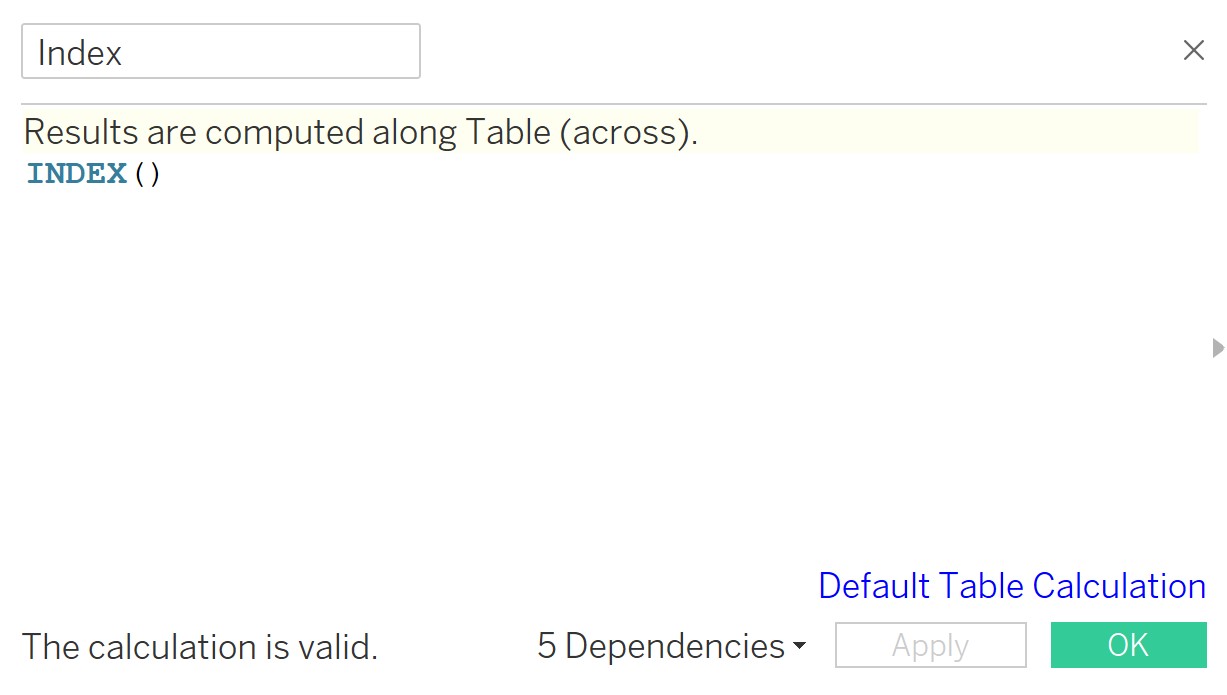 Index
Results are computed along Table (across).
INDEX()
Default Table Calculation
The calculation is valid.
5 Dependencies
Apply
OK